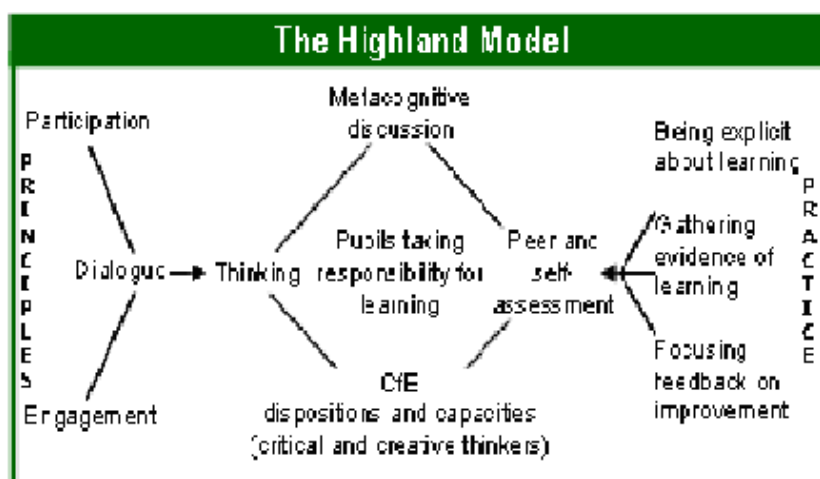 The Highland Model
Participation
PRINCIPLES
Dialogue
Engagement
Metacognitive
discussion
Thinking
Pupils taking
responsibility for
learning
Peer and
self-
assessment
CfE
dispositions and capacities
(critical and creative thinkers)
Being explicit
about learning
Gathering
evidence of
learning
Focusing
feedback on
improvement
PRACTICE